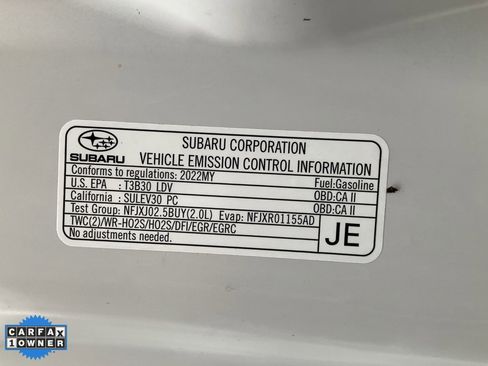 SUBARU
SUBARU CORPORATION
VEHICLE EMISSION CONTROL INFORMATION
Conforms to regulations: 2022MY Fuel:Gasoline
U.S. EPA : T3B30 LDV OBD:CA II
California : SULEV30 PC OBD:CA II
Test Group: NFJXJ02.5BUY(2.0L) Evap: NFJXR01155AD
TWC(2)/WR-HO2S/HO2S/DFI/EGR/EGRC
No adjustments needed.
JE
CARFAX
1 OWNER